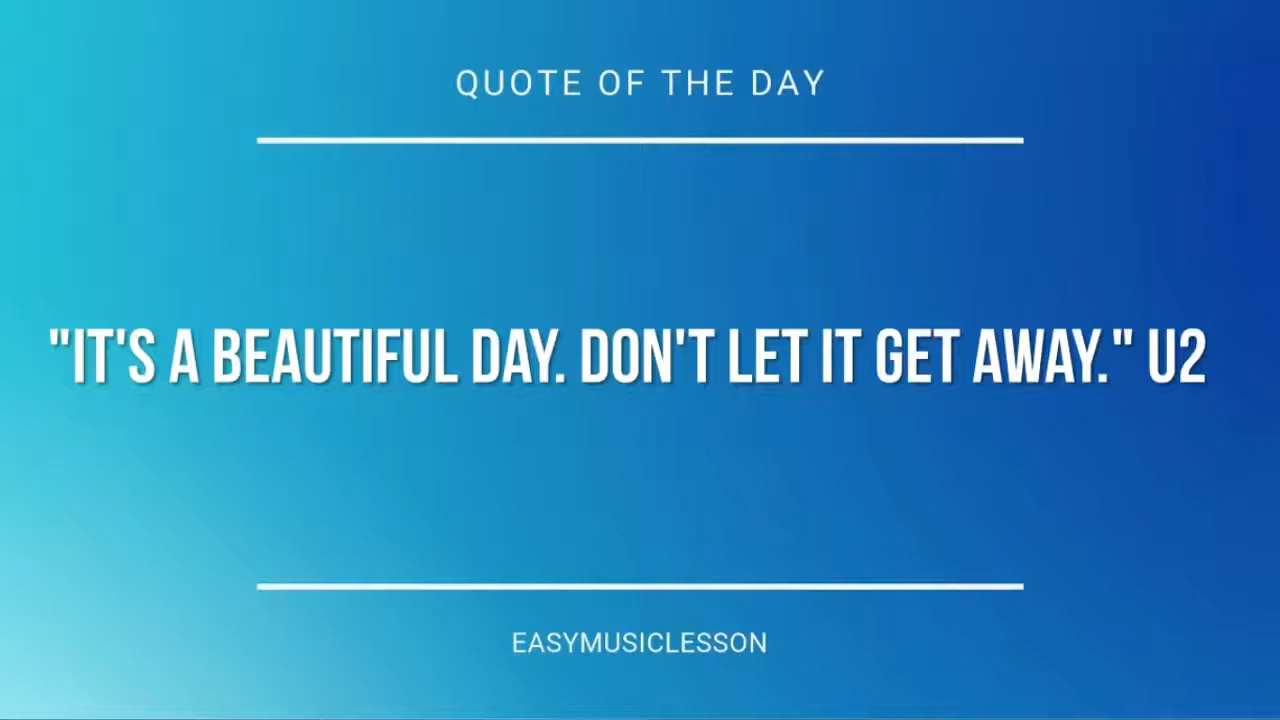 QUOTE OF THE DAY
"IT'S A BEAUTIFUL DAY. DON'T LET IT GET AWAY." U2
EASYMUSICLESSON